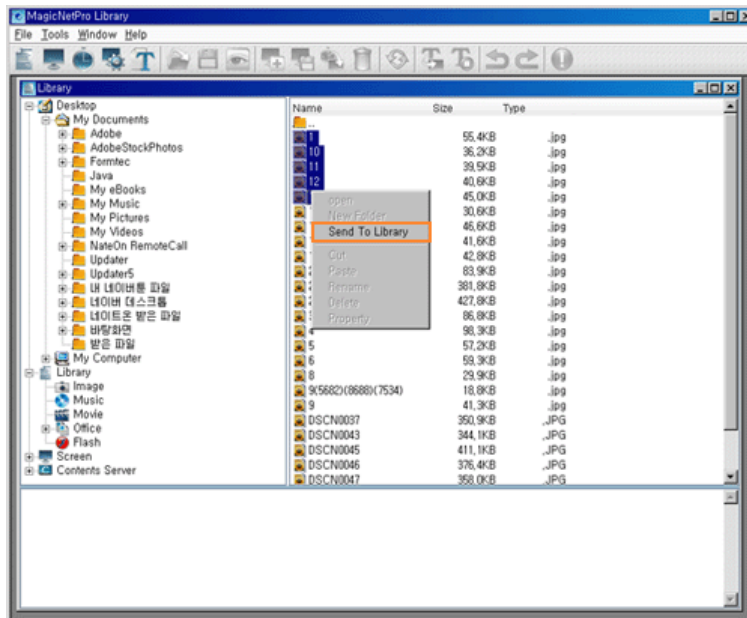 MagicNetPro Library
File Tools Window Help
Library
Desktop
My Documents
Adobe
AdobeStockPhotos
Formtec
Java
My eBooks
My Music
My Pictures
My Videos
NateOn RemoteCall
Updater
Updater5
내 네이버툰 파일
네이버 데스크톱
네이트온 받은 파일
바탕화면
받은 파일
My Computer
Library
Image
Music
Movie
Office
Flash
Screen
Contents Server
Name Size Type
..
1 55,4KB .jpg
10 36,2KB .jpg
11 39,5KB .jpg
12 40,6KB .jpg
45,0KB .jpg
30,6KB .jpg
46,6KB .jpg
41,6KB .jpg
42,8KB .jpg
2 83,9KB .jpg
2 381,8KB .jpg
2 427,8KB .jpg
3 86,8KB .jpg
4 98,3KB .jpg
5 57,2KB .jpg
6 59,3KB .jpg
8 29,9KB .jpg
9(5682)(8688)(7534) 18,8KB .jpg
9 41,3KB .jpg
DSCN0037 350,9KB .JPG
DSCN0043 344,1KB .JPG
DSCN0045 411,1KB .JPG
DSCN0046 376,4KB .JPG
DSCN0047 358,0KB .JPG
open
New Folder
Send To Library
Cut
Paste
Rename
Delete
Property